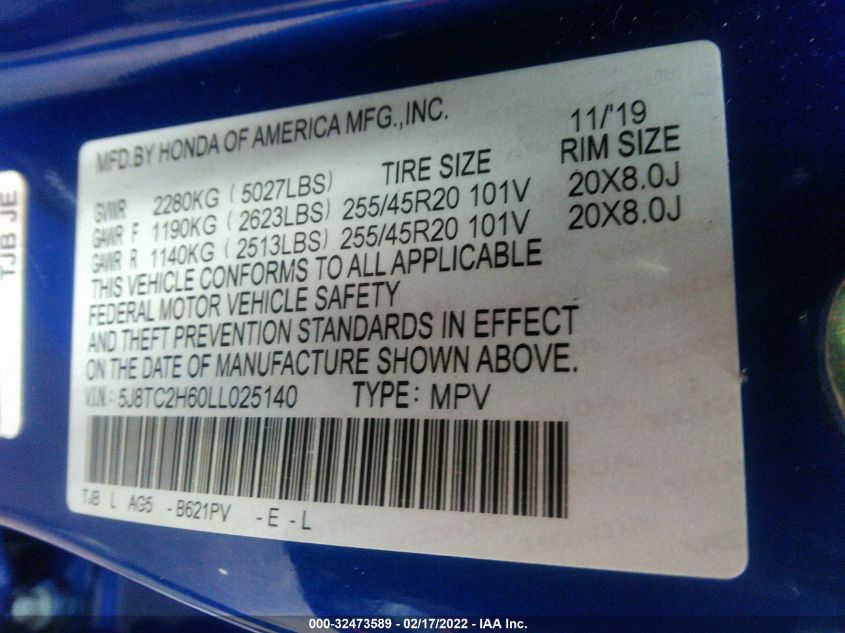 MFD.BY HONDA OF AMERICA MFG.,INC. 11/'19
TIRE SIZE RIM SIZE
GVWR 2280KG (5027LBS)
GAWR F 1190KG (2623LBS) 255/45R20 101V 20X8.0J
GAWR R 1140KG (2513LBS) 255/45R20 101V 20X8.0J
THIS VEHICLE CONFORMS TO ALL APPLICABLE
FEDERAL MOTOR VEHICLE SAFETY
AND THEFT PREVENTION STANDARDS IN EFFECT
ON THE DATE OF MANUFACTURE SHOWN ABOVE.
V.I.N.: 5J8TC2H60LL025140 TYPE: MPV
TJB L AG5 -B621PV -E-L
TJB JE
000-32473589 - 02/17/2022 - IAA Inc.